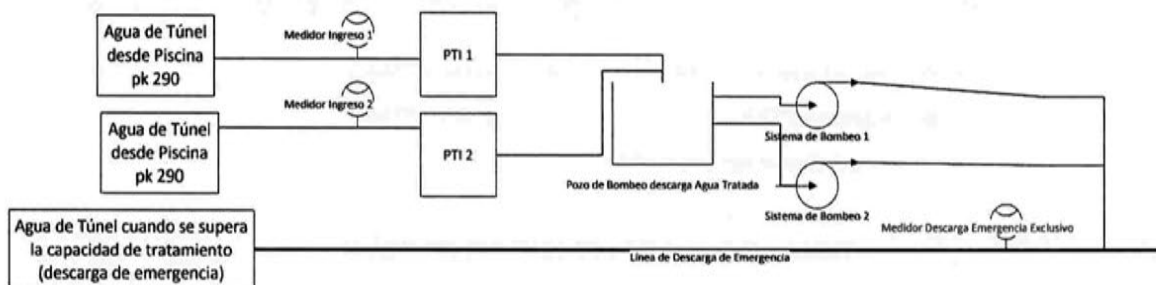 Agua de Túnel
desde Piscina
pk 290
Medidor Ingreso 1
PTI 1
Agua de Túnel
desde Piscina
pk 290
Medidor Ingreso 2
PTI 2
Sistema de Bombeo 1
Pozo de Bombeo descarga Agua Tratada
Sistema de Bombeo 2
Agua de Túnel cuando se supera
la capacidad de tratamiento
(descarga de emergencia)
Medidor Descarga Emergencia Exclusivo
Línea de Descarga de Emergencia